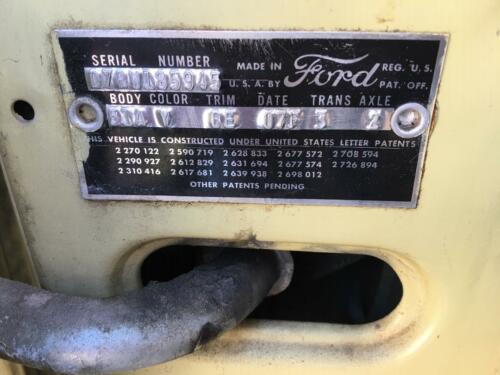 SERIAL NUMBER MADE IN Ford REG. U.S.
85945 U.S.A. BY PAT. OFF.
BODY COLOR TRIM DATE TRANS AXLE
3 2
THIS VEHICLE IS CONSTRUCTED UNDER UNITED STATES LETTER PATENTS
2 270 122 2 590 719 2 628 833 2 677 572 2 708 594
2 290 927 2 612 829 2 631 694 2 677 574 2 726 894
2 310 416 2 617 681 2 639 938 2 698 012
OTHER PATENTS PENDING